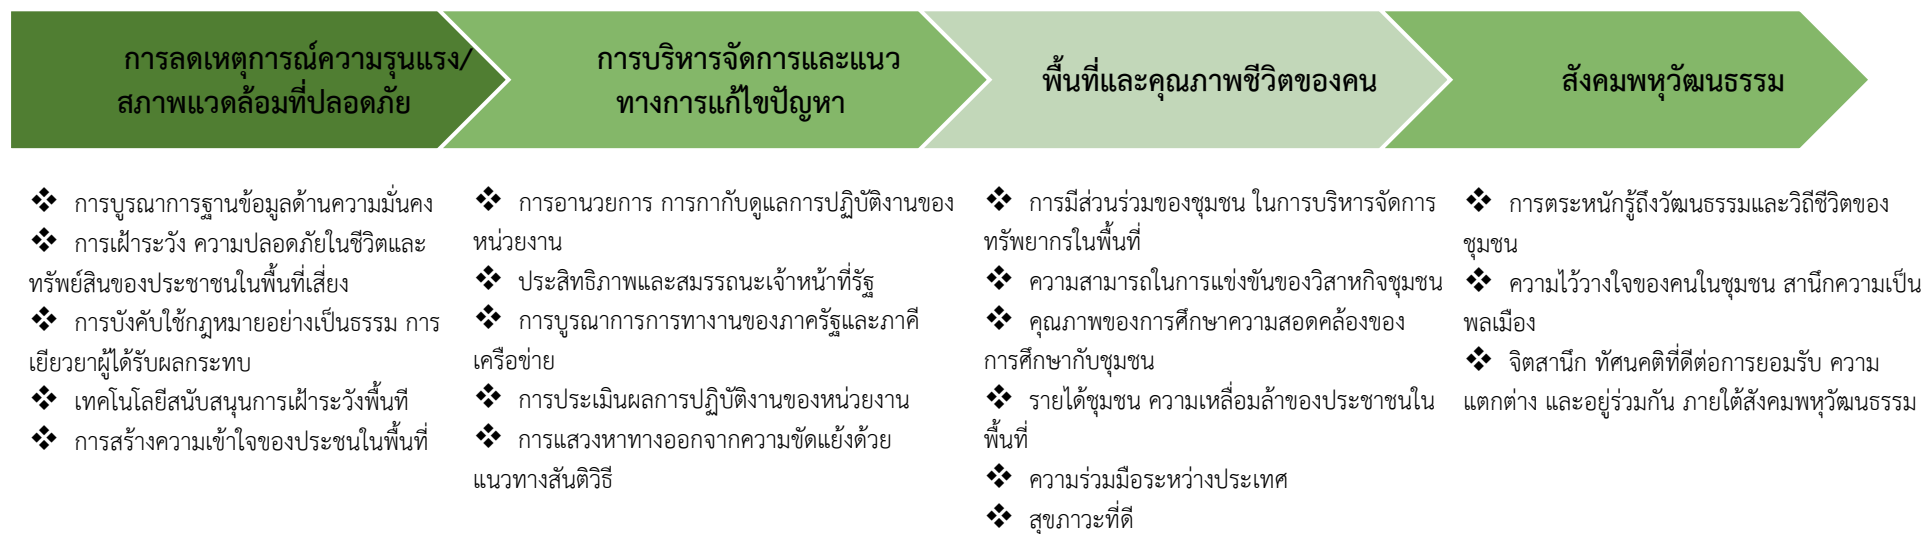 การลดเหตุการณ์ความรุนแรง/
สภาพแวดล้อมที่ปลอดภัย
การบริหารจัดการและแนว
ทางการแก้ไขปัญหา
พื้นที่และคุณภาพชีวิตของคน
สังคมพหุวัฒนธรรม
❖ การบูรณาการฐานข้อมูลด้านความมั่นคง
❖ การเฝ้าระวัง ความปลอดภัยในชีวิตและ
ทรัพย์สินของประชาชนในพื้นที่เสี่ยง
❖ การบังคับใช้กฎหมายอย่างเป็นธรรม การ
เยียวยาผู้ได้รับผลกระทบ
❖ เทคโนโลยีสนับสนุนการเฝ้าระวังพื้นที
❖ การสร้างความเข้าใจของประชนในพื้นที่
❖ การอานวยการ การกากับดูแลการปฏิบัติงานของ
หน่วยงาน
❖ ประสิทธิภาพและสมรรถนะเจ้าหน้าที่รัฐ
❖ การบูรณาการการทางานของภาครัฐและภาคี
เครือข่าย
❖ การประเมินผลการปฏิบัติงานของหน่วยงาน
❖ การแสวงหาทางออกจากความขัดแย้งด้วย
แนวทางสันติวิธี
❖ การมีส่วนร่วมของชุมชน ในการบริหารจัดการ
ทรัพยากรในพื้นที่
❖ ความสามารถในการแข่งขันของวิสาหกิจชุมชน
❖ คุณภาพของการศึกษาความสอดคล้องของ
การศึกษากับชุมชน
❖ รายได้ชุมชน ความเหลื่อมล้าของประชาชนใน
พื้นที่
❖ ความร่วมมือระหว่างประเทศ
❖ สุขภาวะที่ดี
❖ การตระหนักรู้ถึงวัฒนธรรมและวิถีชีวิตของ
ชุมชน
❖ ความไว้วางใจของคนในชุมชน สานึกความเป็น
พลเมือง
❖ จิตสานึก ทัศนคติที่ดีต่อการยอมรับ ความ
แตกต่าง และอยู่ร่วมกัน ภายใต้สังคมพหุวัฒนธรรม